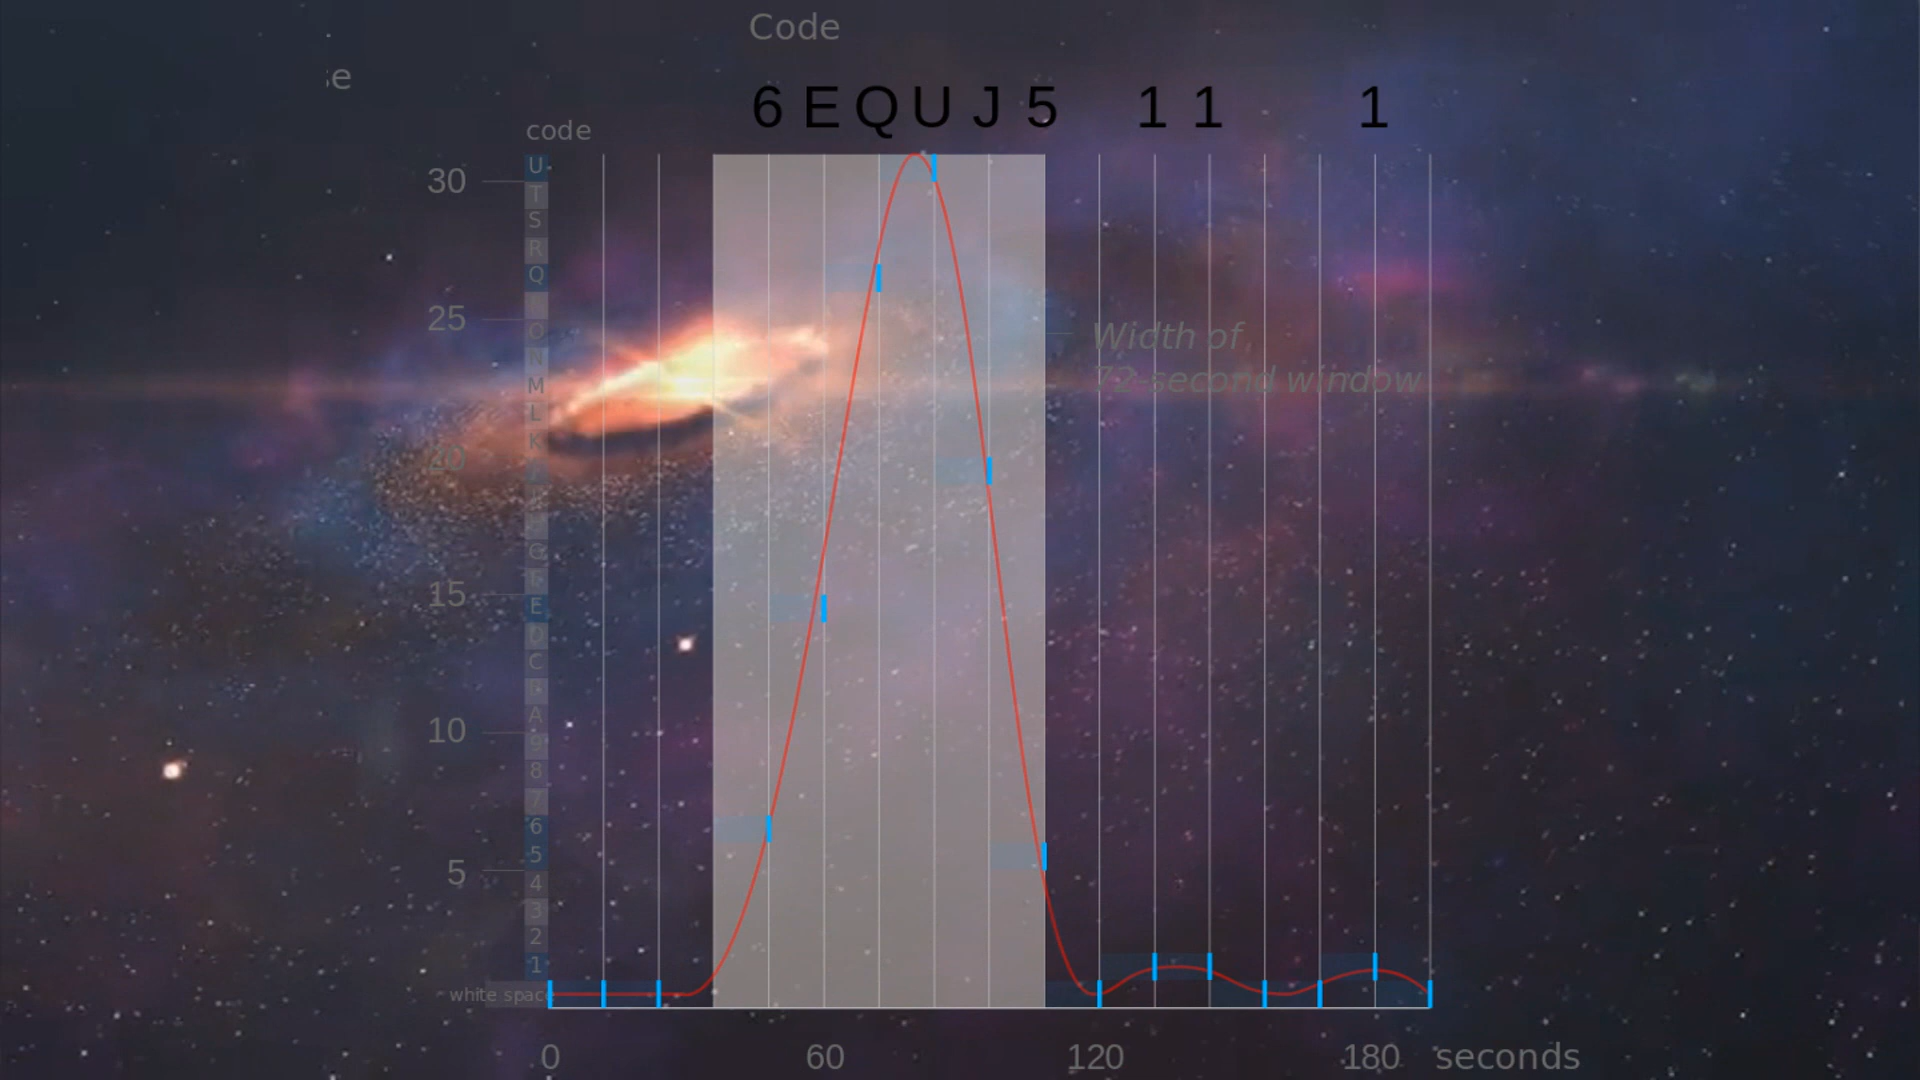 Code
se
6 E Q U J 5 1 1 1
code
U
30
T
S
R
Q
25
O
N
M
L
K
20
G
F
15
E
D
C
B
A
10
9
8
7
6
5
5
4
3
2
1
white space
Width of
72-second window
0 60 120 180 seconds